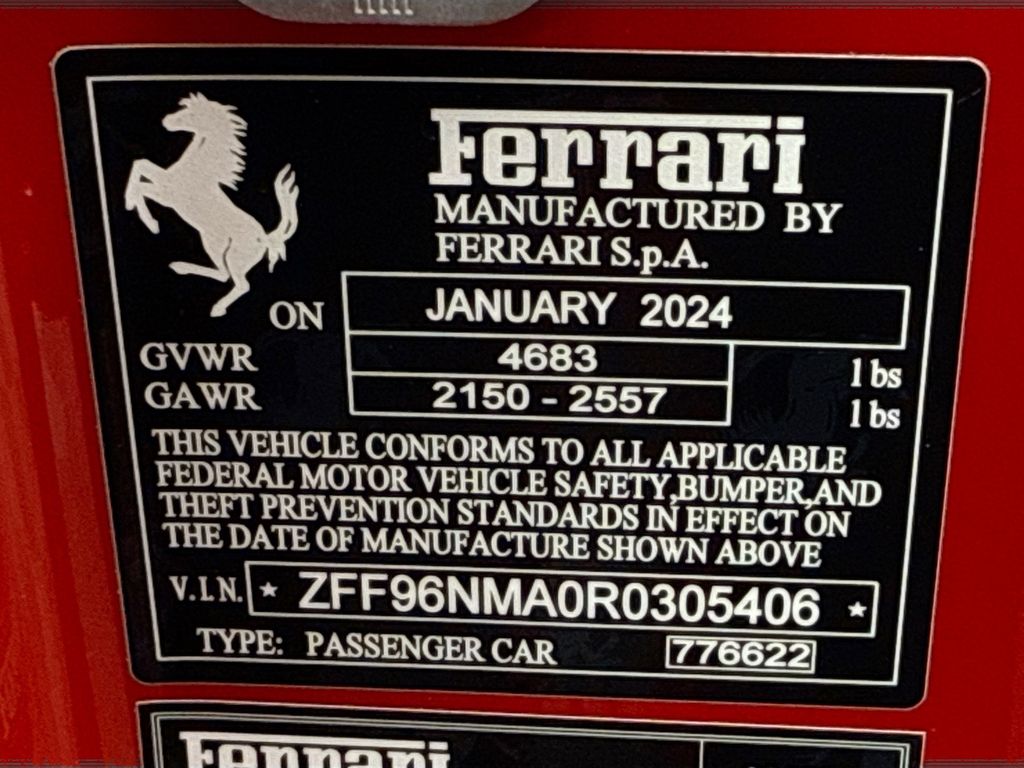 Ferrari
MANUFACTURED BY
FERRARI S.p.A.
ON JANUARY 2024
GVWR 4683 lbs
GAWR 2150 - 2557 lbs
THIS VEHICLE CONFORMS TO ALL APPLICABLE
FEDERAL MOTOR VEHICLE SAFETY,BUMPER,AND
THEFT PREVENTION STANDARDS IN EFFECT ON
THE DATE OF MANUFACTURE SHOWN ABOVE
V.I.N. * ZFF96NMA0R0305406 *
TYPE: PASSENGER CAR 776622
Ferrari